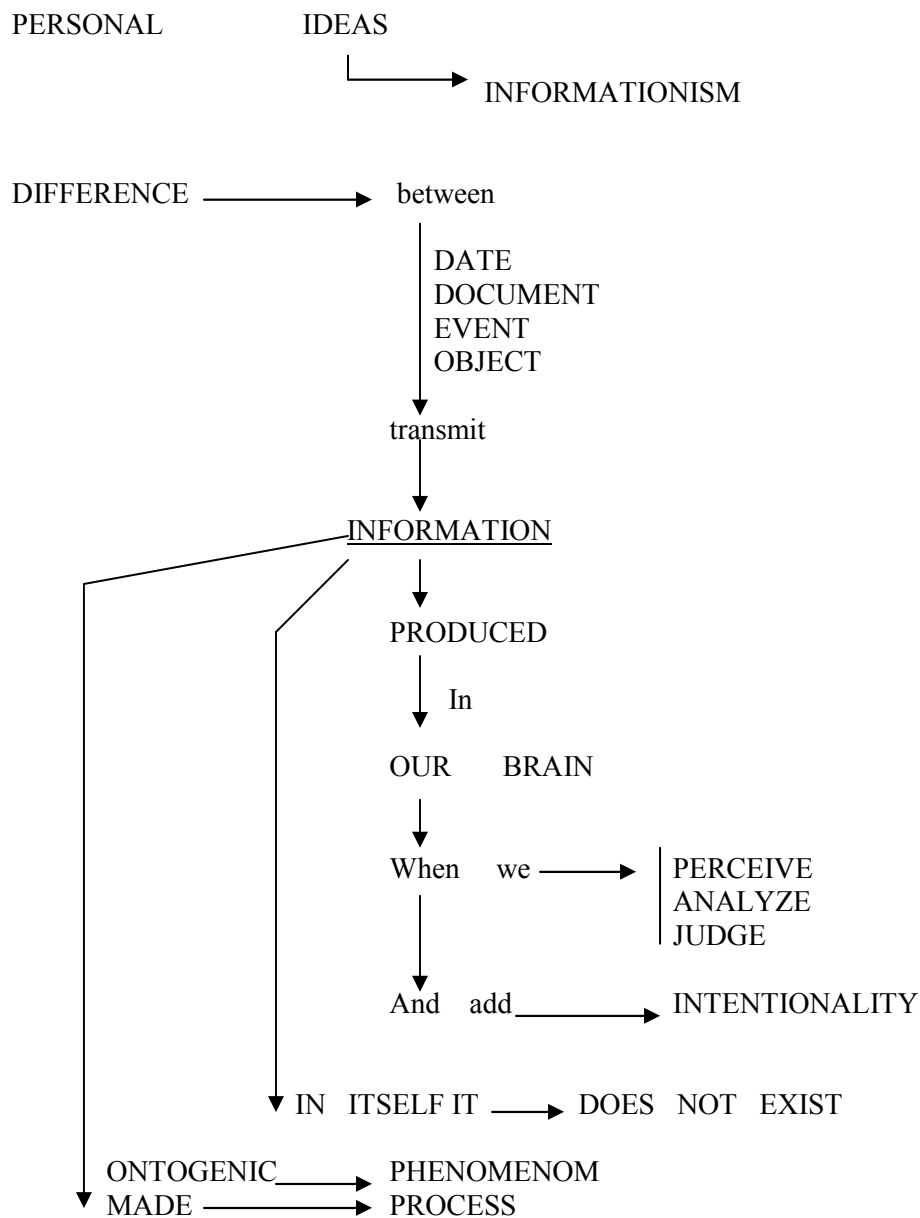 PERSONAL IDEAS
INFORMATIONISM
DIFFERENCE between
DATE
DOCUMENT
EVENT
OBJECT
transmit
INFORMATION
PRODUCED
In
OUR BRAIN
When we PERCEIVE
ANALYZE
JUDGE
And add INTENTIONALITY
IN ITSELF IT DOES NOT EXIST
ONTOGENIC PHENOMENOM
MADE PROCESS